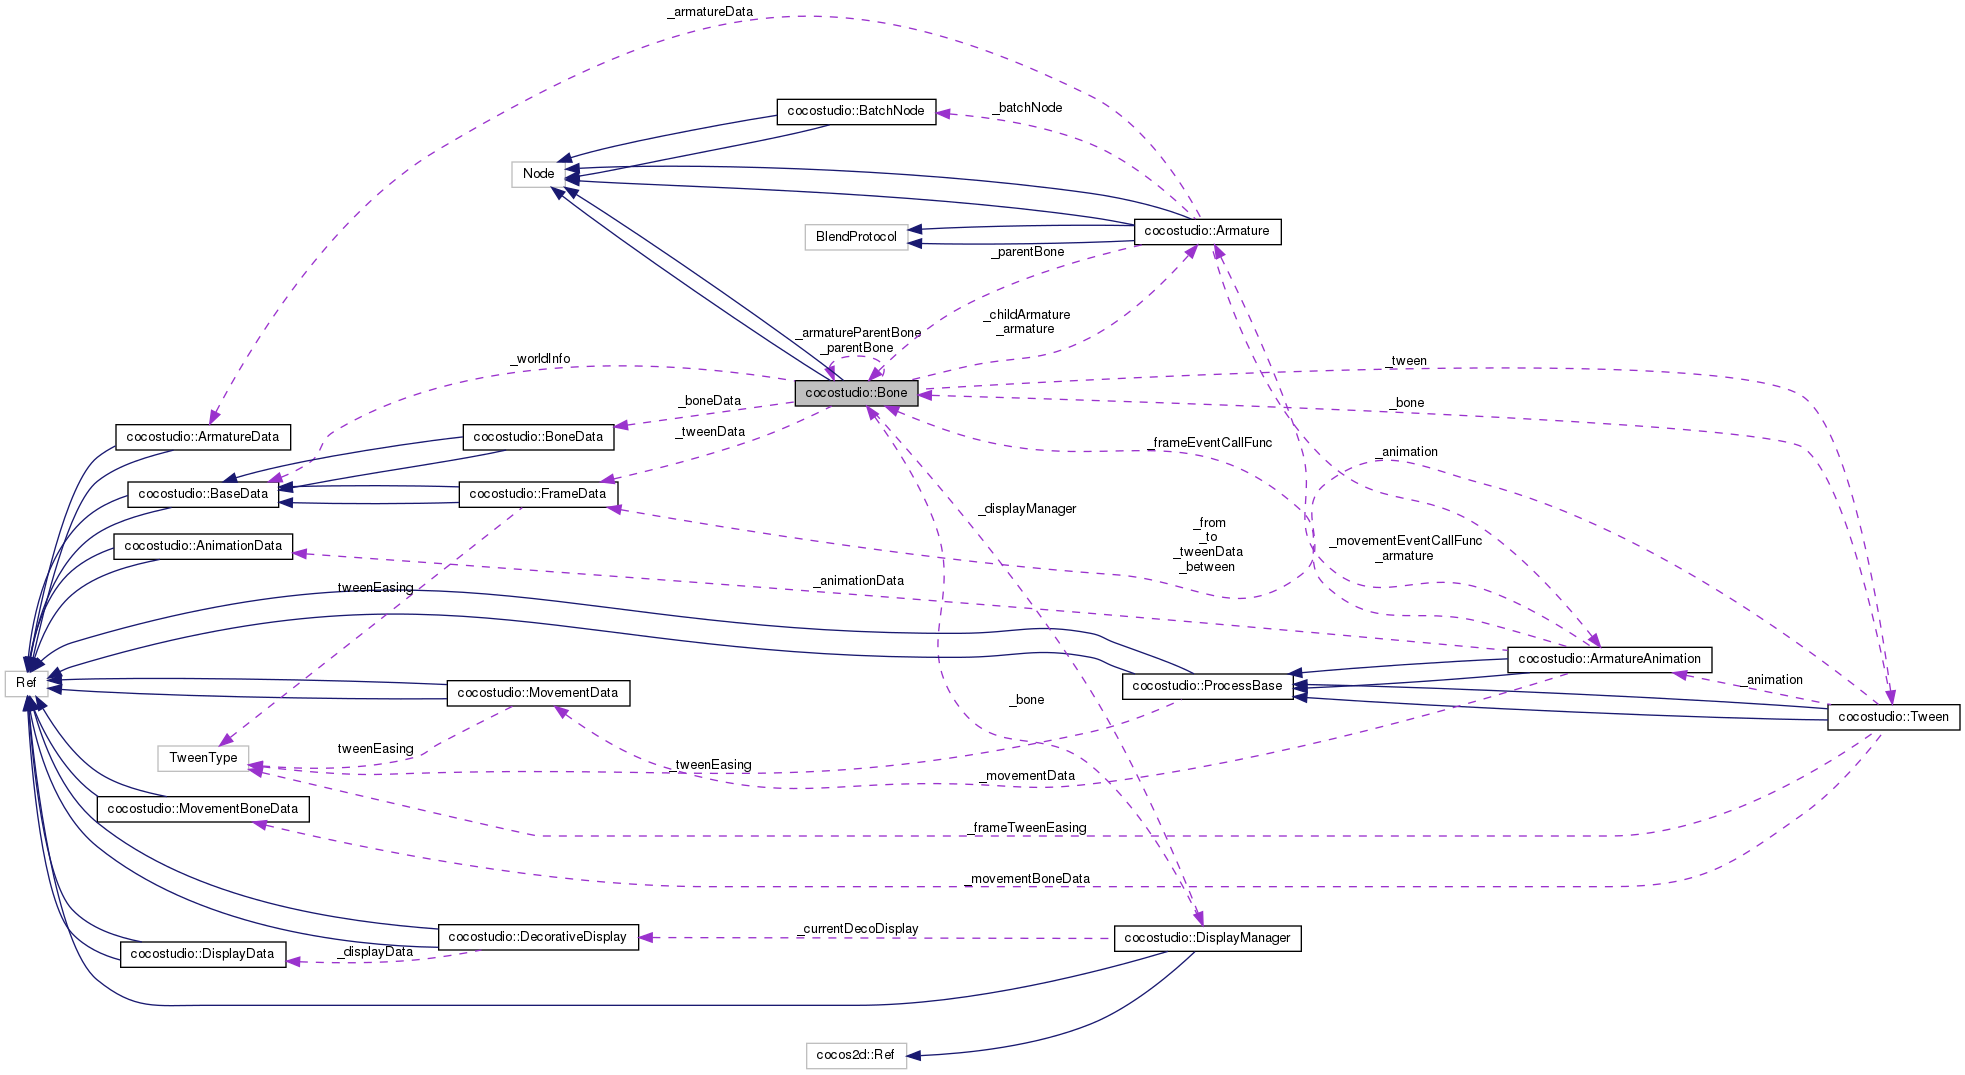 _armatureData
cocostudio::BatchNode
_batchNode
Node
cocostudio::Armature
BlendProtocol
_parentBone
_childArmature
_armature
_armatureParentBone
_parentBone
_worldInfo
_tween
cocostudio::Bone
_boneData
_bone
cocostudio::ArmatureData
cocostudio::BoneData
_tweenData
_frameEventCallFunc
_animation
cocostudio::BaseData
cocostudio::FrameData
_displayManager
_from
_to
_tweenData
_between
_movementEventCallFunc
_armature
cocostudio::AnimationData
tweenEasing
_animationData
Ref
cocostudio::ArmatureAnimation
cocostudio::MovementData
cocostudio::ProcessBase
_animation
_bone
cocostudio::Tween
TweenType
tweenEasing
_tweenEasing
_movementData
cocostudio::MovementBoneData
_frameTweenEasing
_movementBoneData
cocostudio::DecorativeDisplay
_currentDecoDisplay
cocostudio::DisplayManager
cocostudio::DisplayData
_displayData
cocos2d::Ref